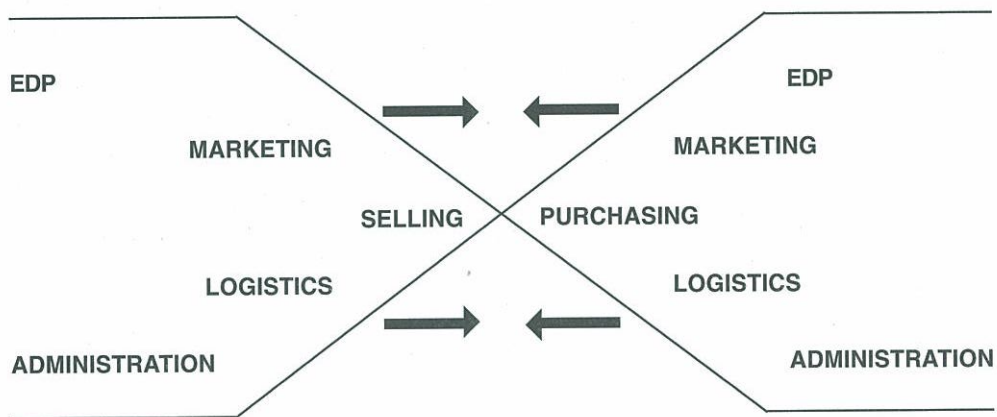 EDP
MARKETING
SELLING
LOGISTICS
ADMINISTRATION
EDP
MARKETING
PURCHASING
LOGISTICS
ADMINISTRATION